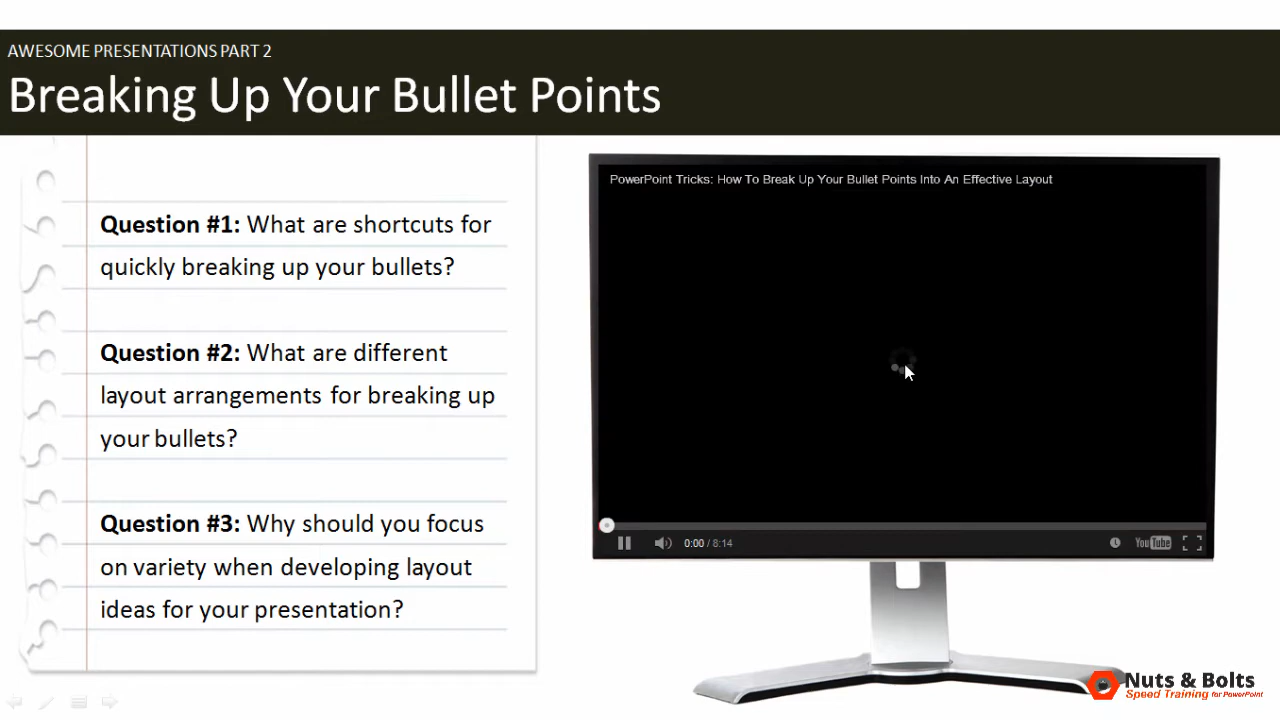 AWESOME PRESENTATIONS PART 2
Breaking Up Your Bullet Points
Question #1: What are shortcuts for
quickly breaking up your bullets?
Question #2: What are different
layout arrangements for breaking up
your bullets?
Question #3: Why should you focus
on variety when developing layout
ideas for your presentation?
PowerPoint Tricks: How To Break Up Your Bullet Points Into An Effective Layout
0:00 / 8:14
YouTube
Nuts & Bolts
Speed Training for PowerPoint